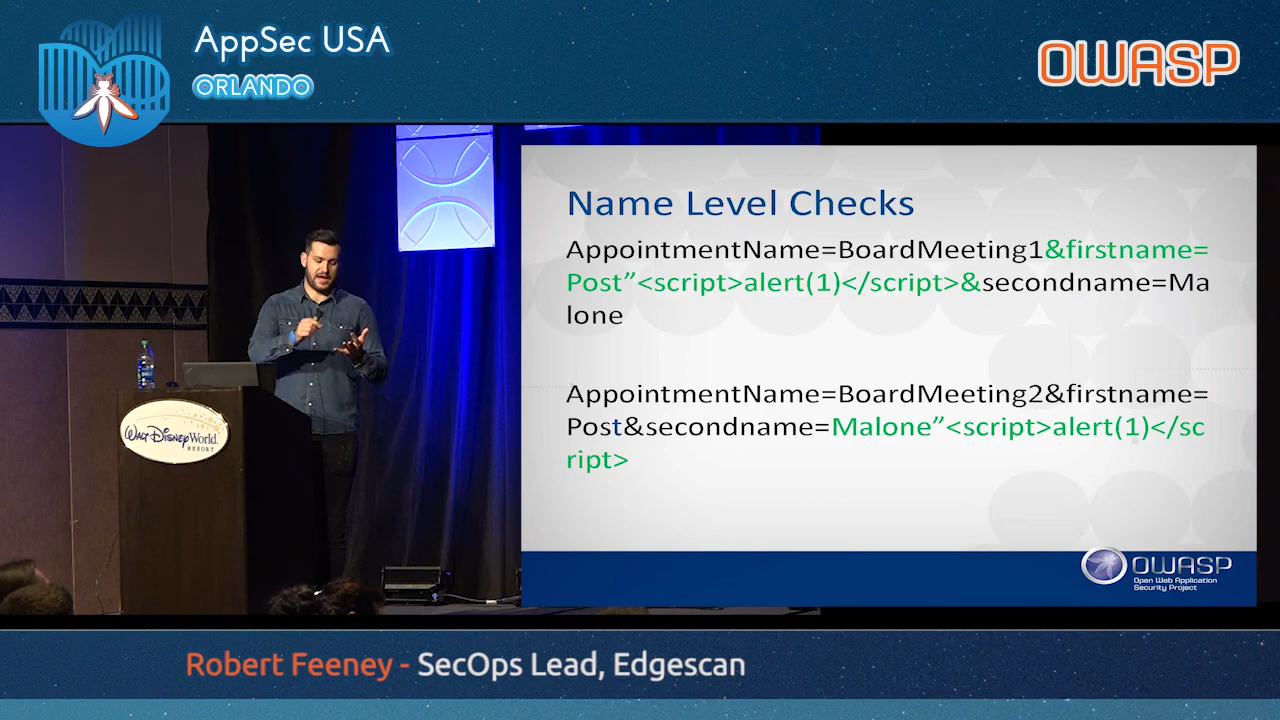 AppSec USA
ORLANDO
OWASP
Name Level Checks
AppointmentName=BoardMeeting1&firstname=
Post”<script>alert(1)</script>&secondname=Ma
lone
AppointmentName=BoardMeeting2&firstname=
Post&secondname=Malone”<script>alert(1)</sc
ript>
WALT DISNEY World
RESORT
OWASP
Open Web Application
Security Project
Robert Feeney - SecOps Lead, Edgescan